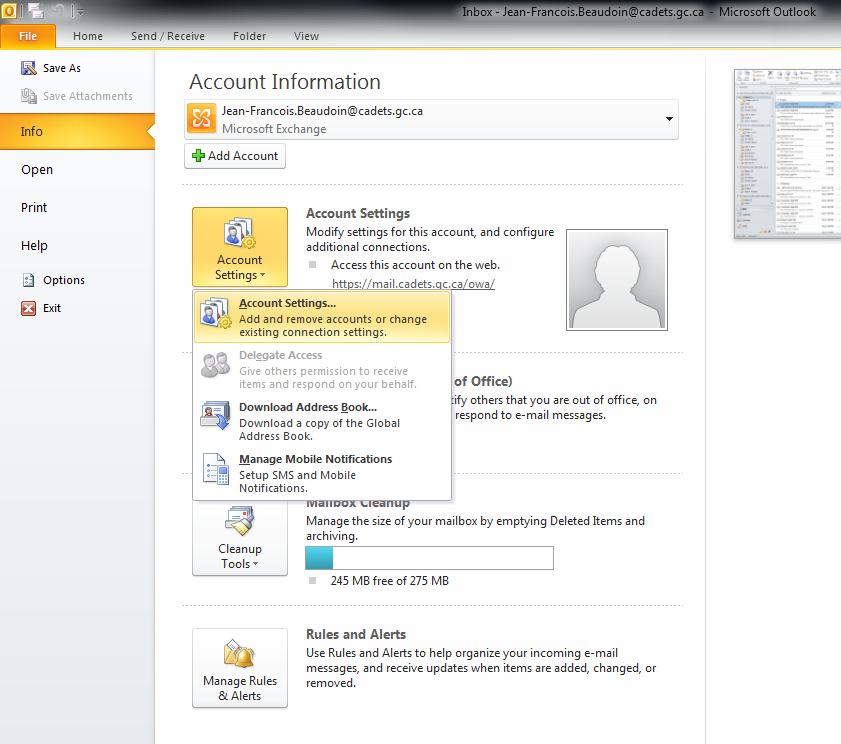 Inbox - Jean-Francois.Beaudoin@cadets.gc.ca - Microsoft Outlook
File Home Send / Receive Folder View
Save As
Save Attachments
Info
Open
Print
Help
Options
Exit
Account Information
Jean-Francois.Beaudoin@cadets.gc.ca
Microsoft Exchange
Add Account
Account
Settings
Account Settings
Modify settings for this account, and configure
additional connections.
Access this account on the web.
https://mail.cadets.gc.ca/owa/
Account Settings...
Add and remove accounts or change
existing connection settings.
Delegate Access
Give others permission to receive
items and respond on your behalf.
Download Address Book...
Download a copy of the Global
Address Book.
Manage Mobile Notifications
Setup SMS and Mobile
Notifications.
of Office)
tify others that you are out of office, on
respond to e-mail messages.
Cleanup
Tools
Mailbox Cleanup
Manage the size of your mailbox by emptying Deleted Items and
archiving.
245 MB free of 275 MB
Manage Rules
& Alerts
Rules and Alerts
Use Rules and Alerts to help organize your incoming e-mail
messages, and receive updates when items are added, changed, or
removed.